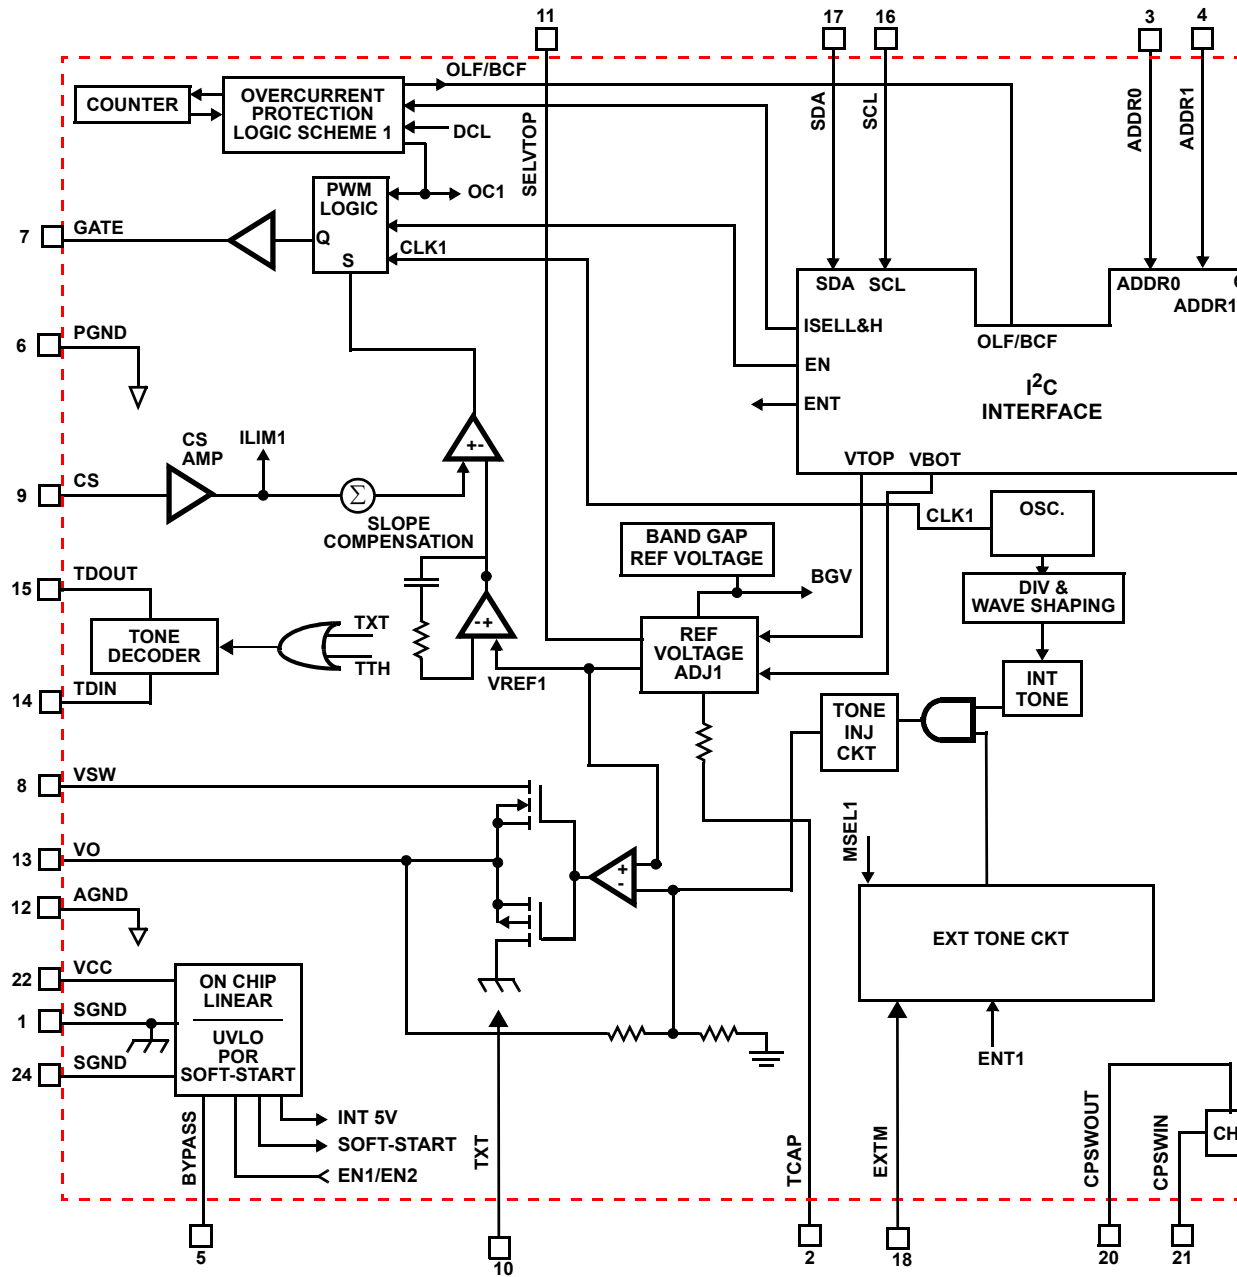 11
17
16
3
4
OLF/BCF
COUNTER
OVERCURRENT
PROTECTION
LOGIC SCHEME 1
DCL
SELVTOP
SDA
SCL
ADDR0
ADDR1
PWM
LOGIC
OC1
7
GATE
Q
S
CLK1
SDA
SCL
ADDR0
ADDR1
ISELL&H
OLF/BCF
6
PGND
EN
I2C
INTERFACE
ENT
CS
AMP
ILIM1
+-
VTOP
VBOT
9
CS
Σ
SLOPE
COMPENSATION
CLK1
OSC.
BAND GAP
REF VOLTAGE
BGV
15
TDOUT
DIV &
WAVE SHAPING
TONE
DECODER
TXT
TTH
-+
VREF1
REF
VOLTAGE
ADJ1
INT
TONE
14
TDIN
TONE
INJ
CKT
8
VSW
MSEL1
13
VO
+
-
12
AGND
EXT TONE CKT
22
VCC
ON CHIP
LINEAR
1
SGND
UVLO
POR
SOFT-START
24
SGND
ENT1
INT 5V
SOFT-START
EN1/EN2
BYPASS
TXT
TCAP
EXTM
CPSWOUT
CPSWIN
CH
5
10
2
18
20
21